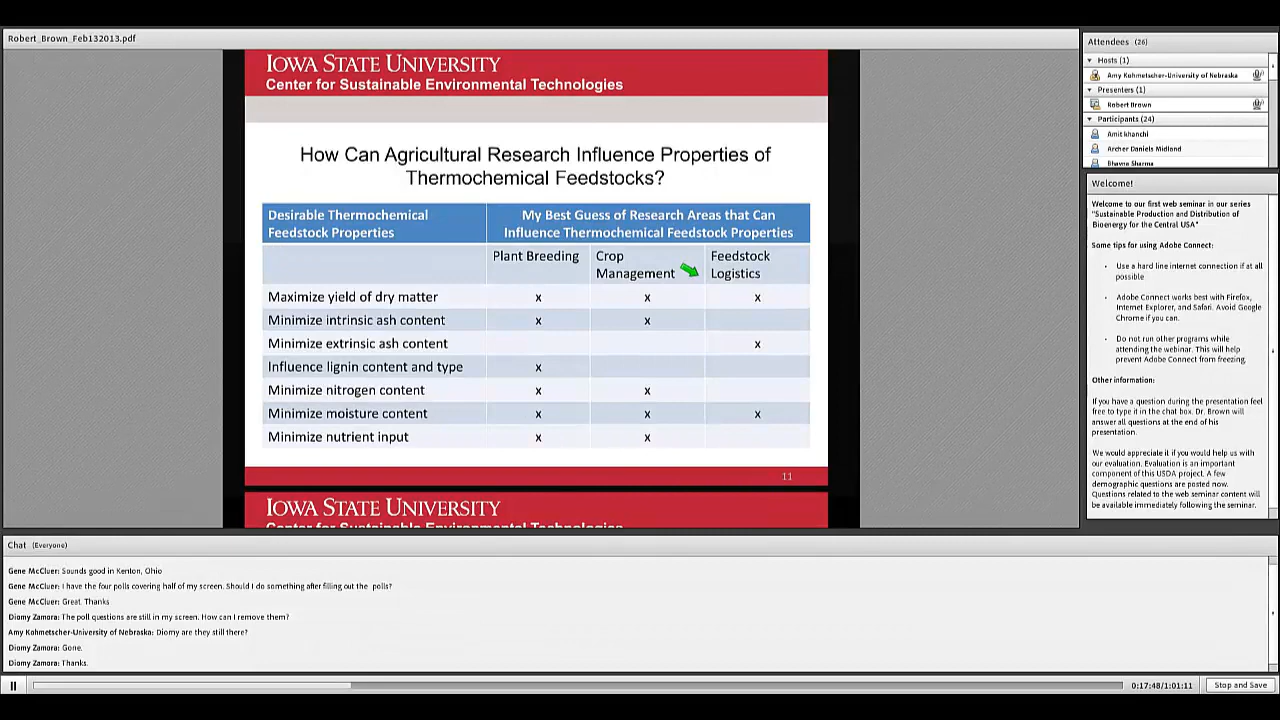 Robert_Brown_Feb132013.pdf
IOWA STATE UNIVERSITY
Center for Sustainable Environmental Technologies
How Can Agricultural Research Influence Properties of
Thermochemical Feedstocks?
Desirable Thermochemical
Feedstock Properties
My Best Guess of Research Areas that Can
Influence Thermochemical Feedstock Properties
Plant Breeding
Crop
Management
Feedstock
Logistics
Maximize yield of dry matter x x x
Minimize intrinsic ash content x x
Minimize extrinsic ash content x
Influence lignin content and type x
Minimize nitrogen content x x
Minimize moisture content x x x
Minimize nutrient input x x
11
IOWA STATE UNIVERSITY
Center for Sustainable Environmental Technologies
Attendees (26)
Hosts (1)
Amy Kohmetscher-University of Nebraska
Presenters (1)
Robert Brown
Participants (24)
Amit khanchi
Archer Daniels Midland
Bhavna Sharma
Welcome!
Welcome to our first web seminar in our series
"Sustainable Production and Distribution of
Bioenergy for the Central USA"
Some tips for using Adobe Connect:
• Use a hard line internet connection if at all
possible
• Adobe Connect works best with Firefox,
Internet Explorer, and Safari. Avoid Google
Chrome if you can.
• Do not run other programs while
attending the webinar. This will help
prevent Adobe Connect from freezing.
Other information:
If you have a question during the presentation feel
free to type it in the chat box. Dr. Brown will
answer all questions at the end of his
presentation.
We would appreciate it if you would help us with
our evaluation. Evaluation is an important
component of this USDA project. A few
demographic questions are posted now.
Questions related to the web seminar content will
be available immediately following the seminar.
Chat (Everyone)
Gene McCluer: Sounds good in Kenton, Ohio
Gene McCluer: I have the four polls covering half of my screen. Should I do something after filling out the polls?
Gene McCluer: Great. Thanks
Diomy Zamora: The poll questions are still in my screen. How can I remove them?
Amy Kohmetscher-University of Nebraska: Diomy are they still there?
Diomy Zamora: Gone.
Diomy Zamora: Thanks.
0:17:48/1:01:11
Stop and Save